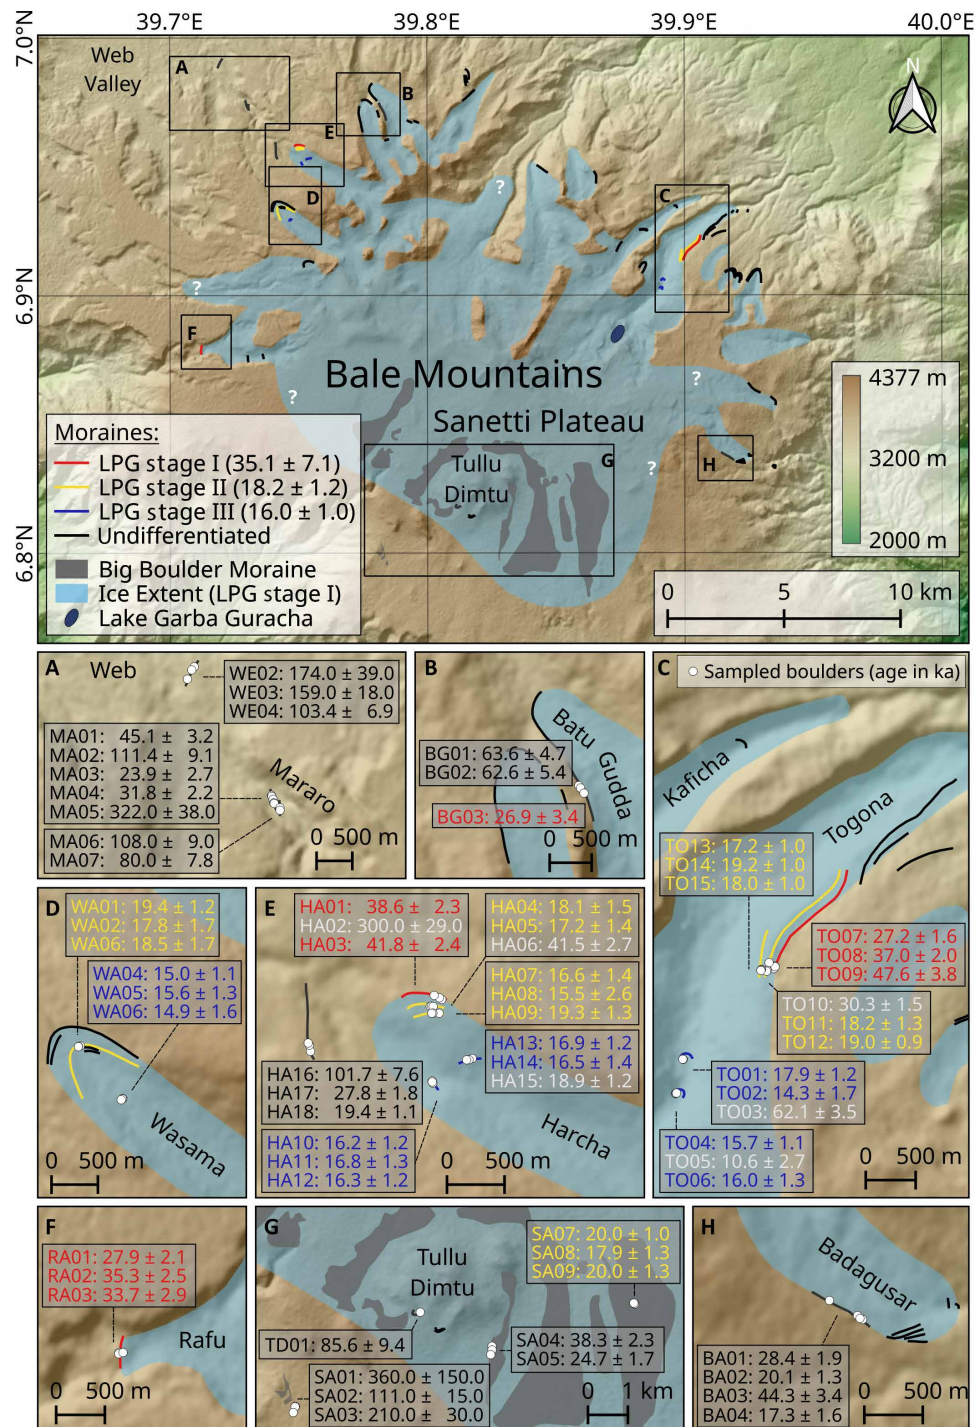 39.7°E 39.8°E 39.9°E 40.0°E
7.0°N
6.9°N
6.8°N
Web
Valley
A
B
E
D
C
N
F
G
H
?
?
?
?
?
Bale Mountains
Sanetti Plateau
Tullu
Dimtu
Moraines:
LPG stage I (35.1 ± 7.1)
LPG stage II (18.2 ± 1.2)
LPG stage III (16.0 ± 1.0)
Undifferentiated
Big Boulder Moraine
Ice Extent (LPG stage I)
Lake Garba Guracha
4377 m
3200 m
2000 m
0 5 10 km
A
Web
WE02: 174.0 ± 39.0
WE03: 159.0 ± 18.0
WE04: 103.4 ± 6.9
MA01: 45.1 ± 3.2
MA02: 111.4 ± 9.1
MA03: 23.9 ± 2.7
MA04: 31.8 ± 2.2
MA05: 322.0 ± 38.0
MA06: 108.0 ± 9.0
MA07: 80.0 ± 7.8
Mararo
0 500 m
B
Batu Gudda
BG01: 63.6 ± 4.7
BG02: 62.6 ± 5.4
BG03: 26.9 ± 3.4
0 500 m
C
Sampled boulders (age in ka)
Kaficha
Togona
TO13: 17.2 ± 1.0
TO14: 19.2 ± 1.0
TO15: 18.0 ± 1.0
TO07: 27.2 ± 1.6
TO08: 37.0 ± 2.0
TO09: 47.6 ± 3.8
TO10: 30.3 ± 1.5
TO11: 18.2 ± 1.3
TO12: 19.0 ± 0.9
TO01: 17.9 ± 1.2
TO02: 14.3 ± 1.7
TO03: 62.1 ± 3.5
TO04: 15.7 ± 1.1
TO05: 10.6 ± 2.7
TO06: 16.0 ± 1.3
0 500 m
D
WA01: 19.4 ± 1.2
WA02: 17.8 ± 1.7
WA06: 18.5 ± 1.7
WA04: 15.0 ± 1.1
WA05: 15.6 ± 1.3
WA06: 14.9 ± 1.6
Wasama
0 500 m
E
HA01: 38.6 ± 2.3
HA02: 300.0 ± 29.0
HA03: 41.8 ± 2.4
HA04: 18.1 ± 1.5
HA05: 17.2 ± 1.4
HA06: 41.5 ± 2.7
HA07: 16.6 ± 1.4
HA08: 15.5 ± 2.6
HA09: 19.3 ± 1.3
HA13: 16.9 ± 1.2
HA14: 16.5 ± 1.4
HA15: 18.9 ± 1.2
HA16: 101.7 ± 7.6
HA17: 27.8 ± 1.8
HA18: 19.4 ± 1.1
HA10: 16.2 ± 1.2
HA11: 16.8 ± 1.3
HA12: 16.3 ± 1.2
Harcha
0 500 m
F
RA01: 27.9 ± 2.1
RA02: 35.3 ± 2.5
RA03: 33.7 ± 2.9
Rafu
0 500 m
G
Tullu
Dimtu
SA07: 20.0 ± 1.0
SA08: 17.9 ± 1.3
SA09: 20.0 ± 1.3
TD01: 85.6 ± 9.4
SA04: 38.3 ± 2.3
SA05: 24.7 ± 1.7
SA01: 360.0 ± 150.0
SA02: 111.0 ± 15.0
SA03: 210.0 ± 30.0
0 1 km
H
Badagusar
BA01: 28.4 ± 1.9
BA02: 20.1 ± 1.3
BA03: 44.3 ± 3.4
BA04: 17.3 ± 1.6
0 500 m